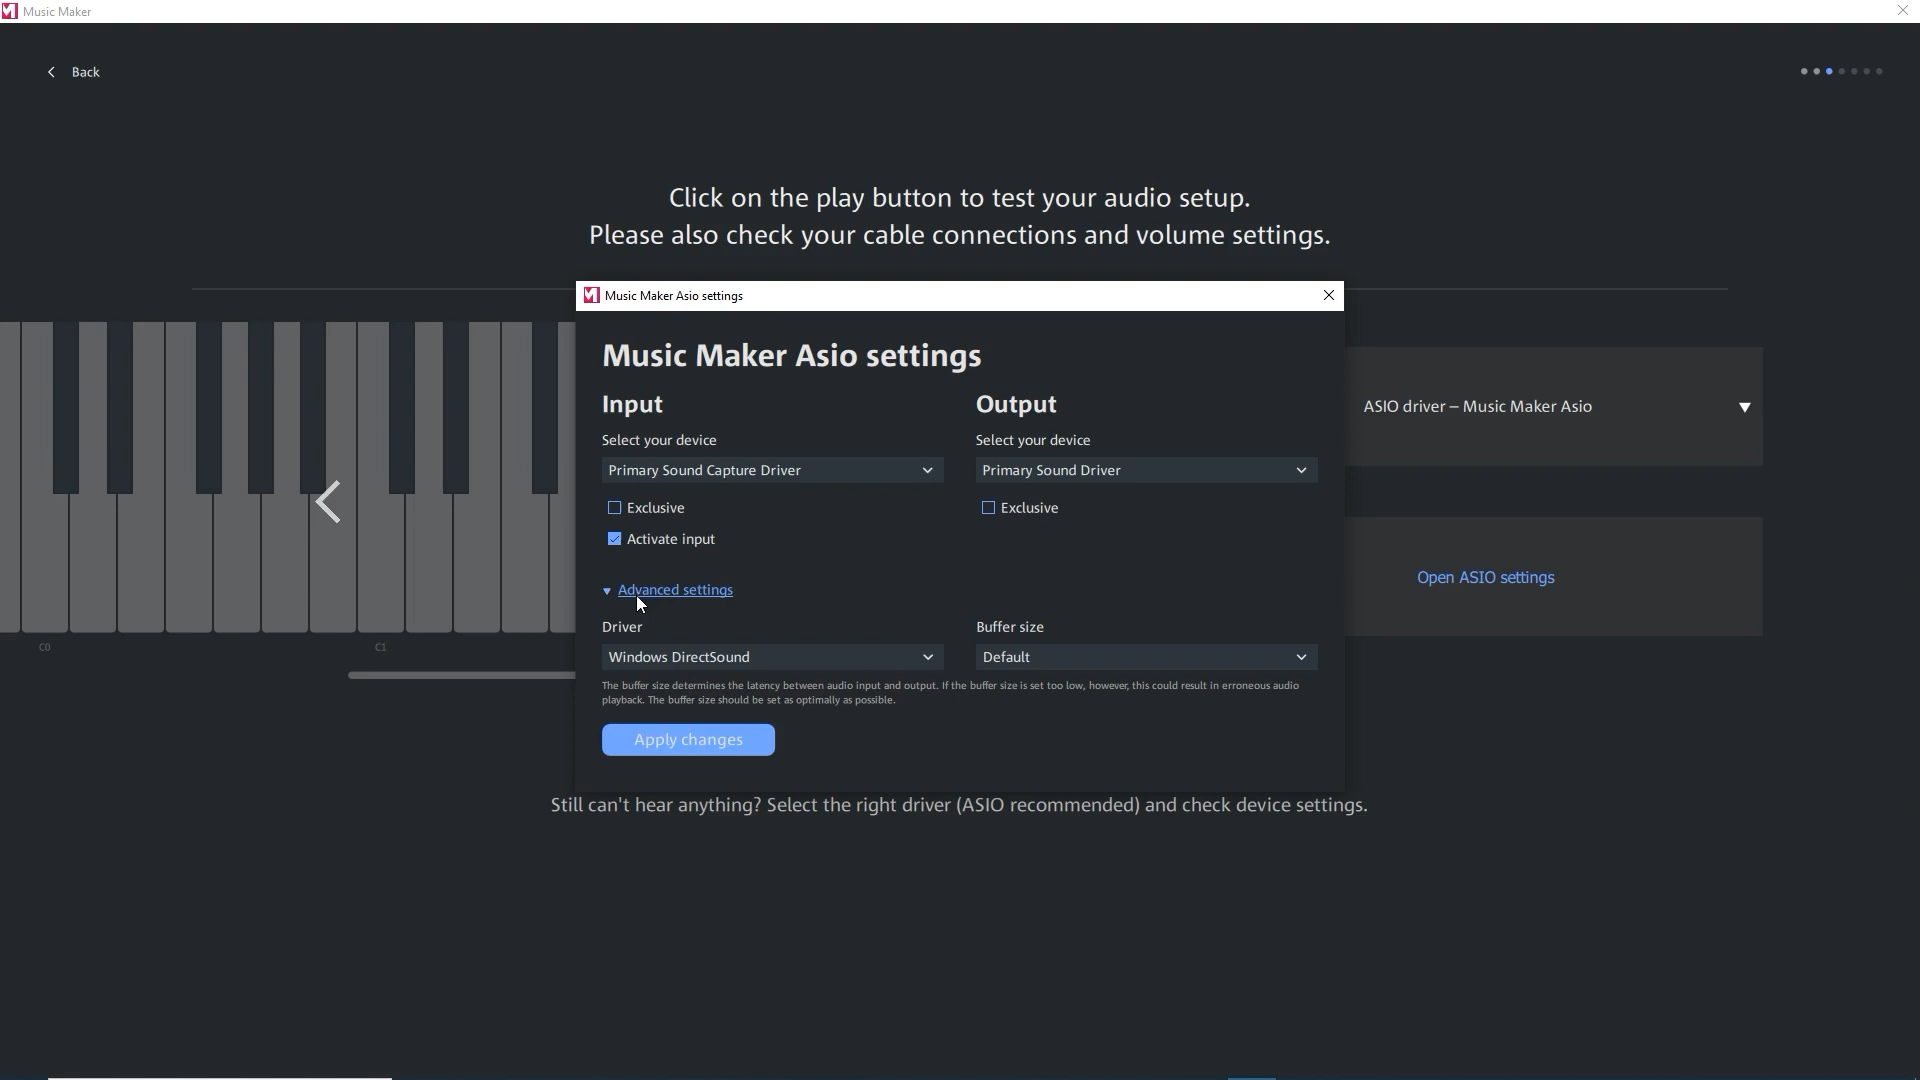 Music Maker
Back
Click on the play button to test your audio setup.
Please also check your cable connections and volume settings.
Music Maker Asio settings
Music Maker Asio settings
Input
Output
Select your device
Select your device
Primary Sound Capture Driver
Primary Sound Driver
Exclusive
Exclusive
Activate input
Advanced settings
Driver
Buffer size
Windows DirectSound
Default
The buffer size determines the latency between audio input and output. If the buffer size is set too low, however, this could result in erroneous audio
playback. The buffer size should be set as optimally as possible.
Apply changes
ASIO driver – Music Maker Asio
Open ASIO settings
C0
C1
Still can't hear anything? Select the right driver (ASIO recommended) and check device settings.